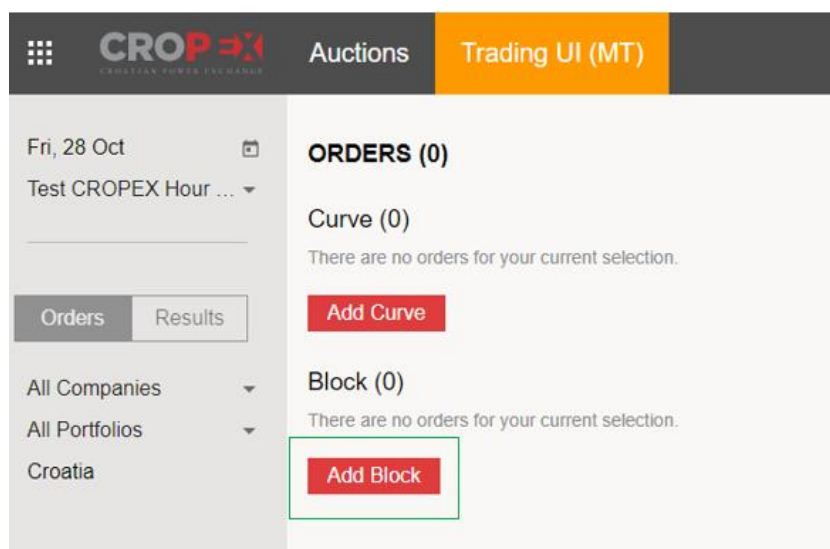 CROPEX
CROATIAN POWER EXCHANGE
Auctions
Trading UI (MT)
Fri, 28 Oct
Test CROPEX Hour ...
Orders
Results
All Companies
All Portfolios
Croatia
ORDERS (0)
Curve (0)
There are no orders for your current selection.
Add Curve
Block (0)
There are no orders for your current selection.
Add Block